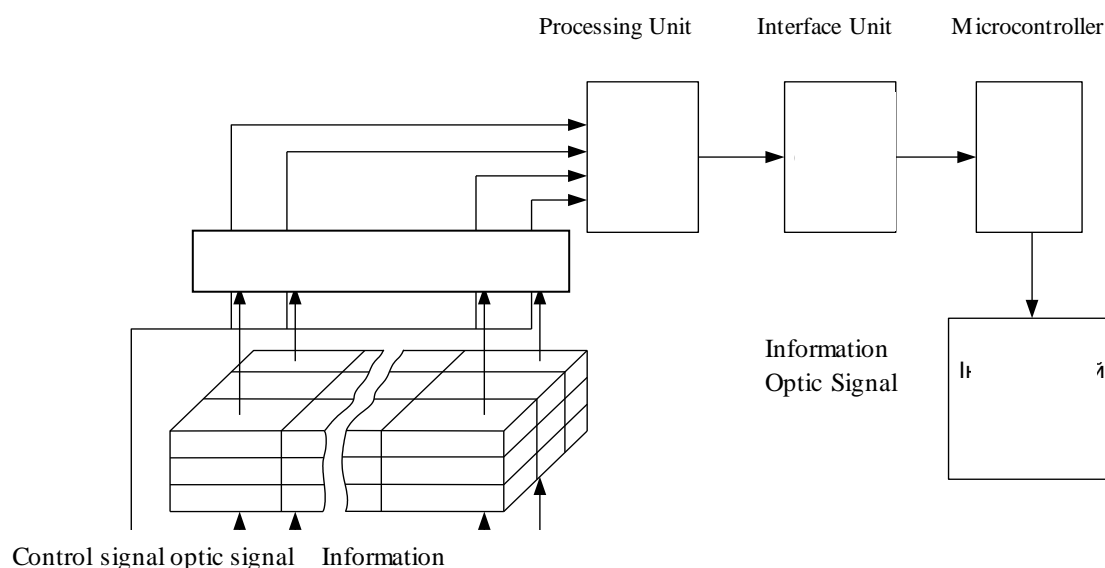 Processing Unit Interface Unit Microcontroller
Information
Optic Signal
Control signal optic signal Information